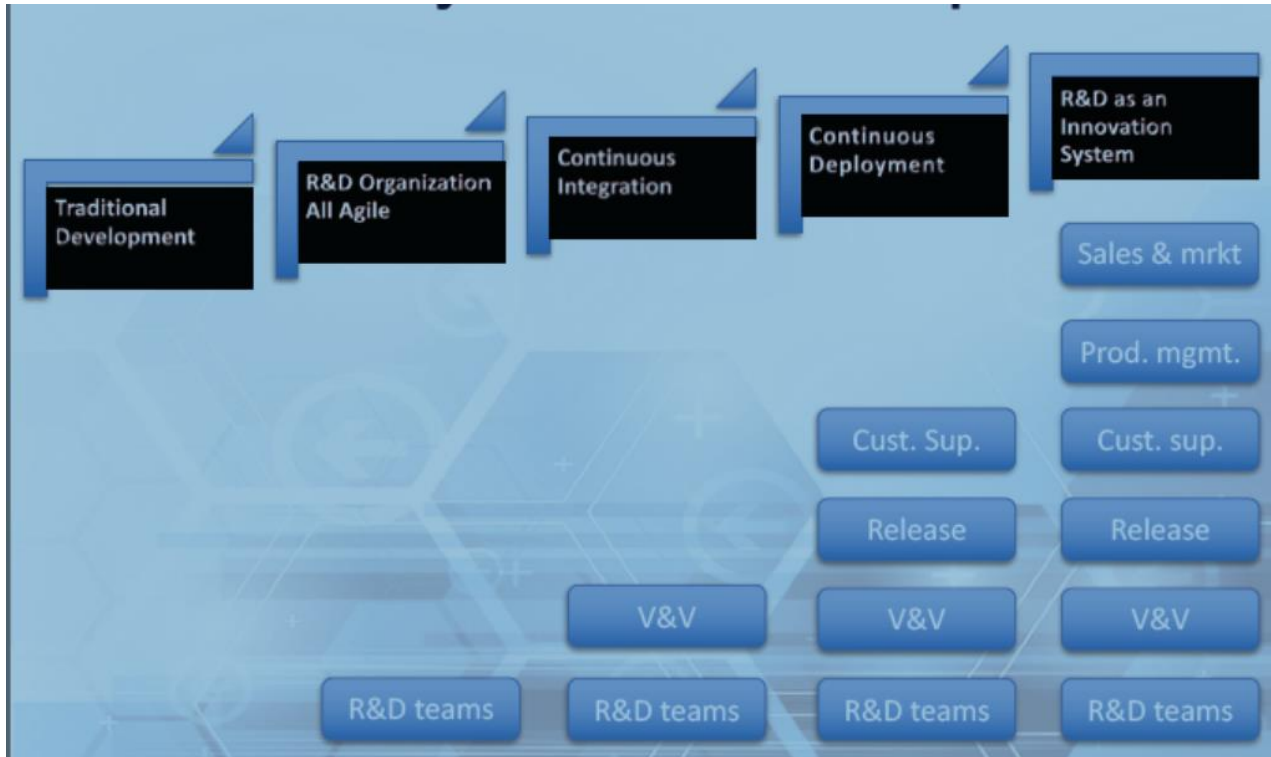 Traditional
Development
R&D Organization
All Agile
Continuous
Integration
Continuous
Deployment
R&D as an
Innovation
System
Sales & mrkt
Prod. mgmt.
Cust. Sup.
Cust. sup.
Release
Release
V&V
V&V
V&V
R&D teams
R&D teams
R&D teams
R&D teams